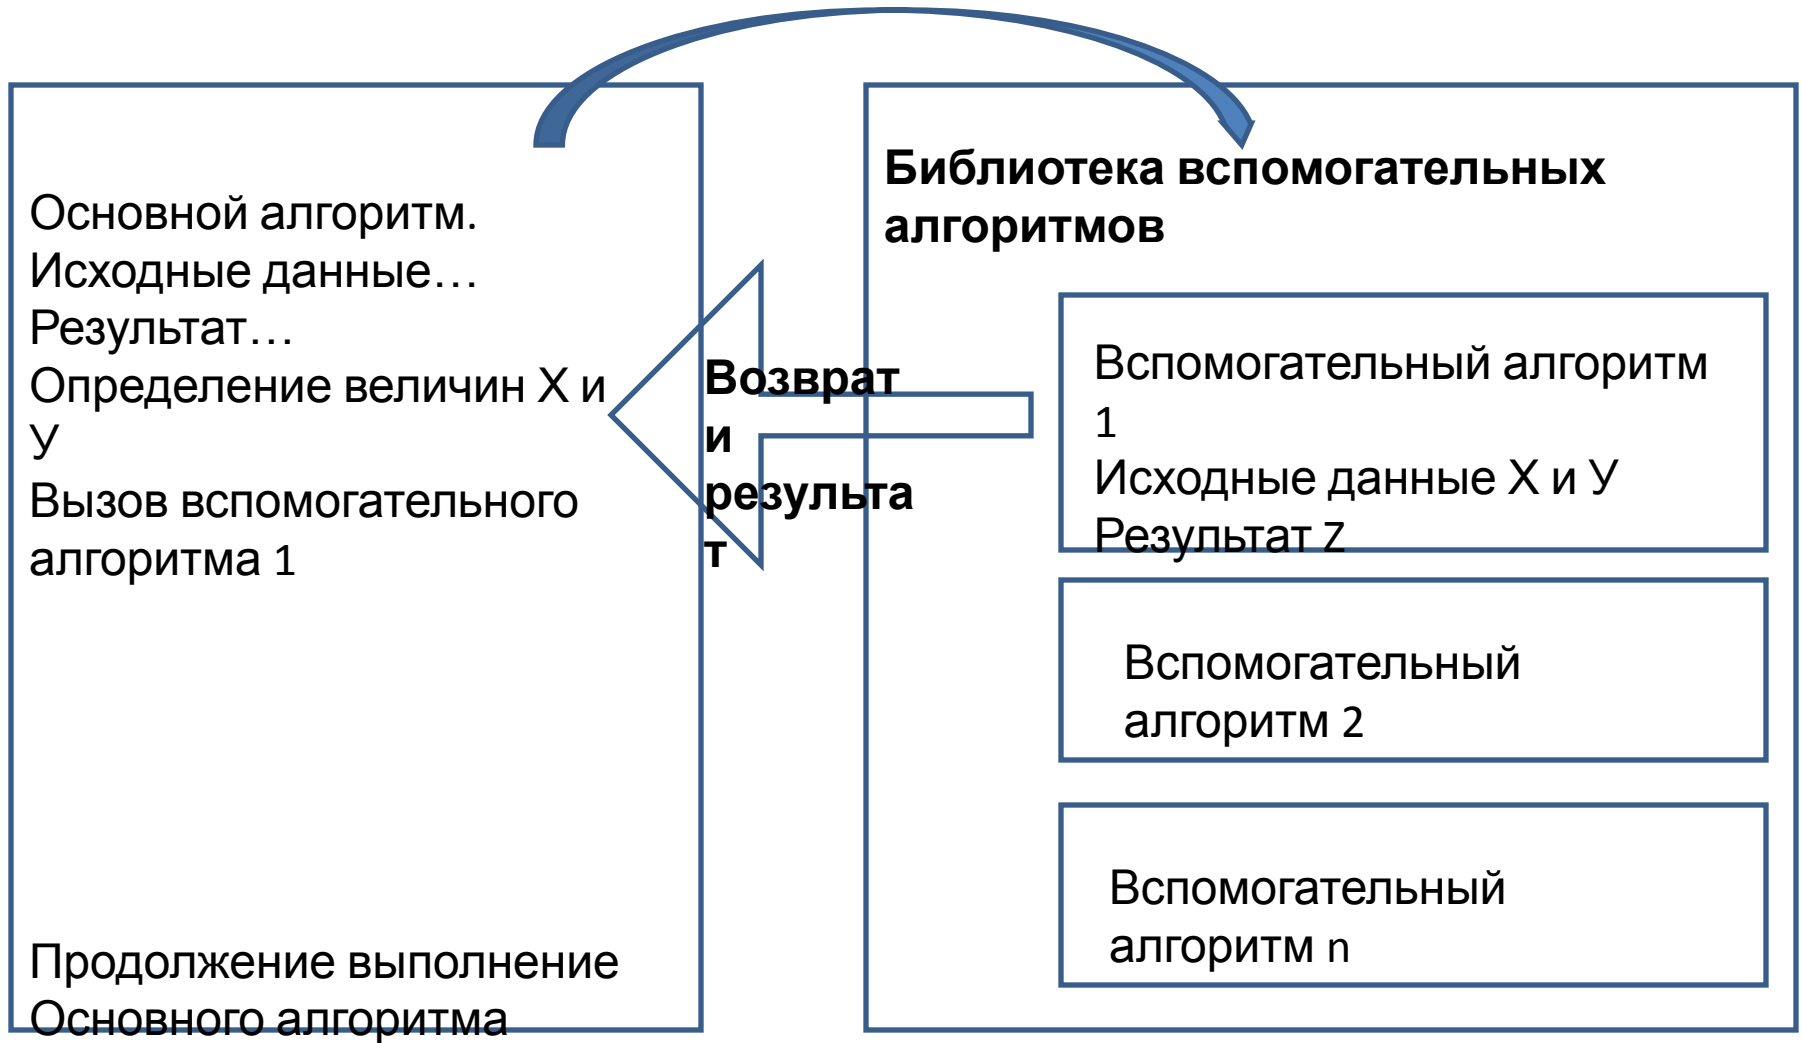 Основной алгоритм.
Исходные данные…
Результат…
Определение величин Х и
У
Вызов вспомогательного
алгоритма 1
Продолжение выполнение
Основного алгоритма
Возврат
и
результа
т
Библиотека вспомогательных
алгоритмов
Вспомогательный алгоритм
1
Исходные данные Х и У
Результат Z
Вспомогательный
алгоритм 2
Вспомогательный
алгоритм n